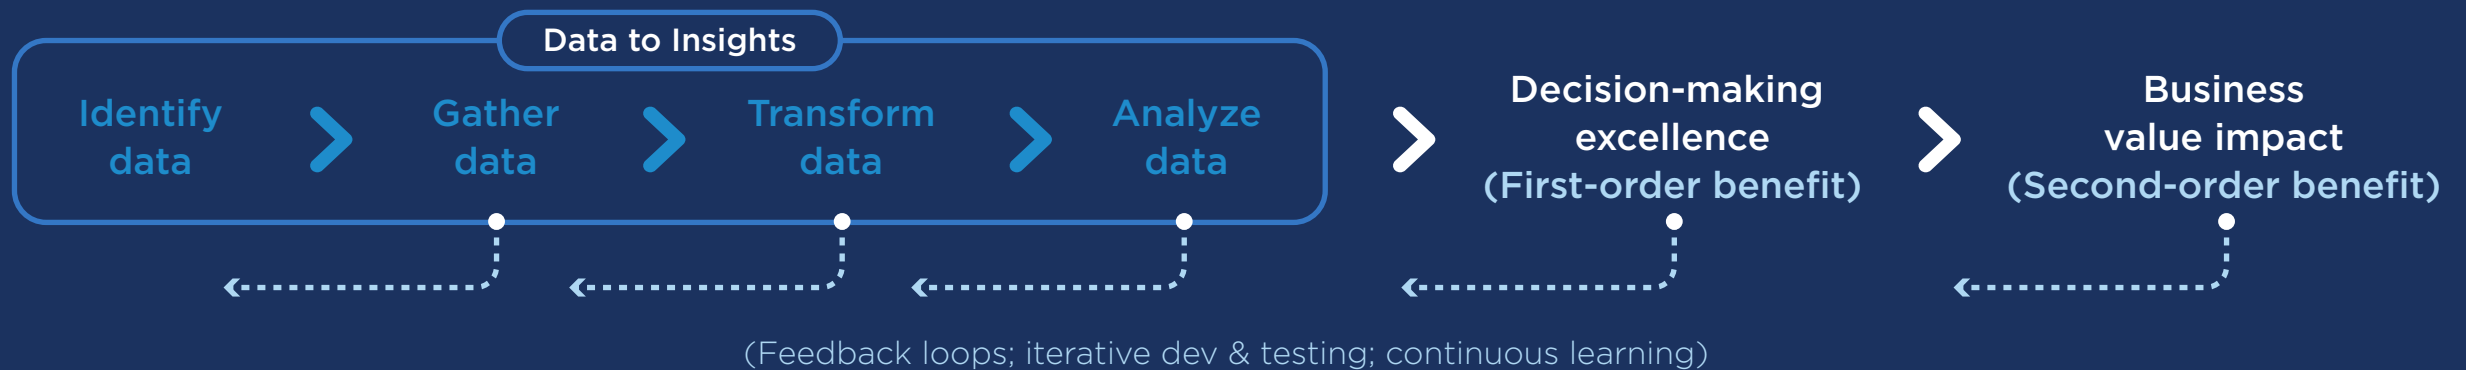 Data to Insights
Identify
data
Gather
data
Transform
data
Analyze
data
Decision-making
excellence
(First-order benefit)
Business
value impact
(Second-order benefit)
(Feedback loops; iterative dev & testing; continuous learning)